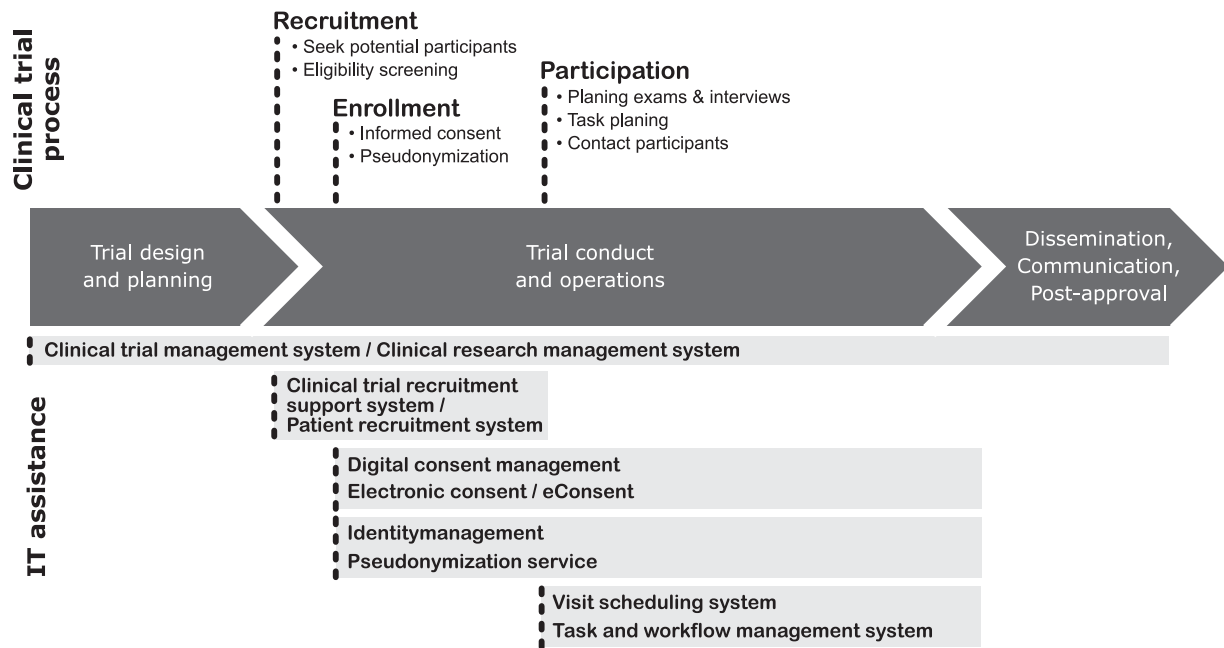 Clinical trial
process
Recruitment
• Seek potential participants
• Eligibility screening
Enrollment
• Informed consent
• Pseudonymization
Participation
• Planing exams & interviews
• Task planing
• Contact participants
Trial design
and planning
Trial conduct
and operations
Dissemination,
Communication,
Post-approval
IT assistance
Clinical trial management system / Clinical research management system
Clinical trial recruitment
support system /
Patient recruitment system
Digital consent management
Electronic consent / eConsent
Identitymanagement
Pseudonymization service
Visit scheduling system
Task and workflow management system